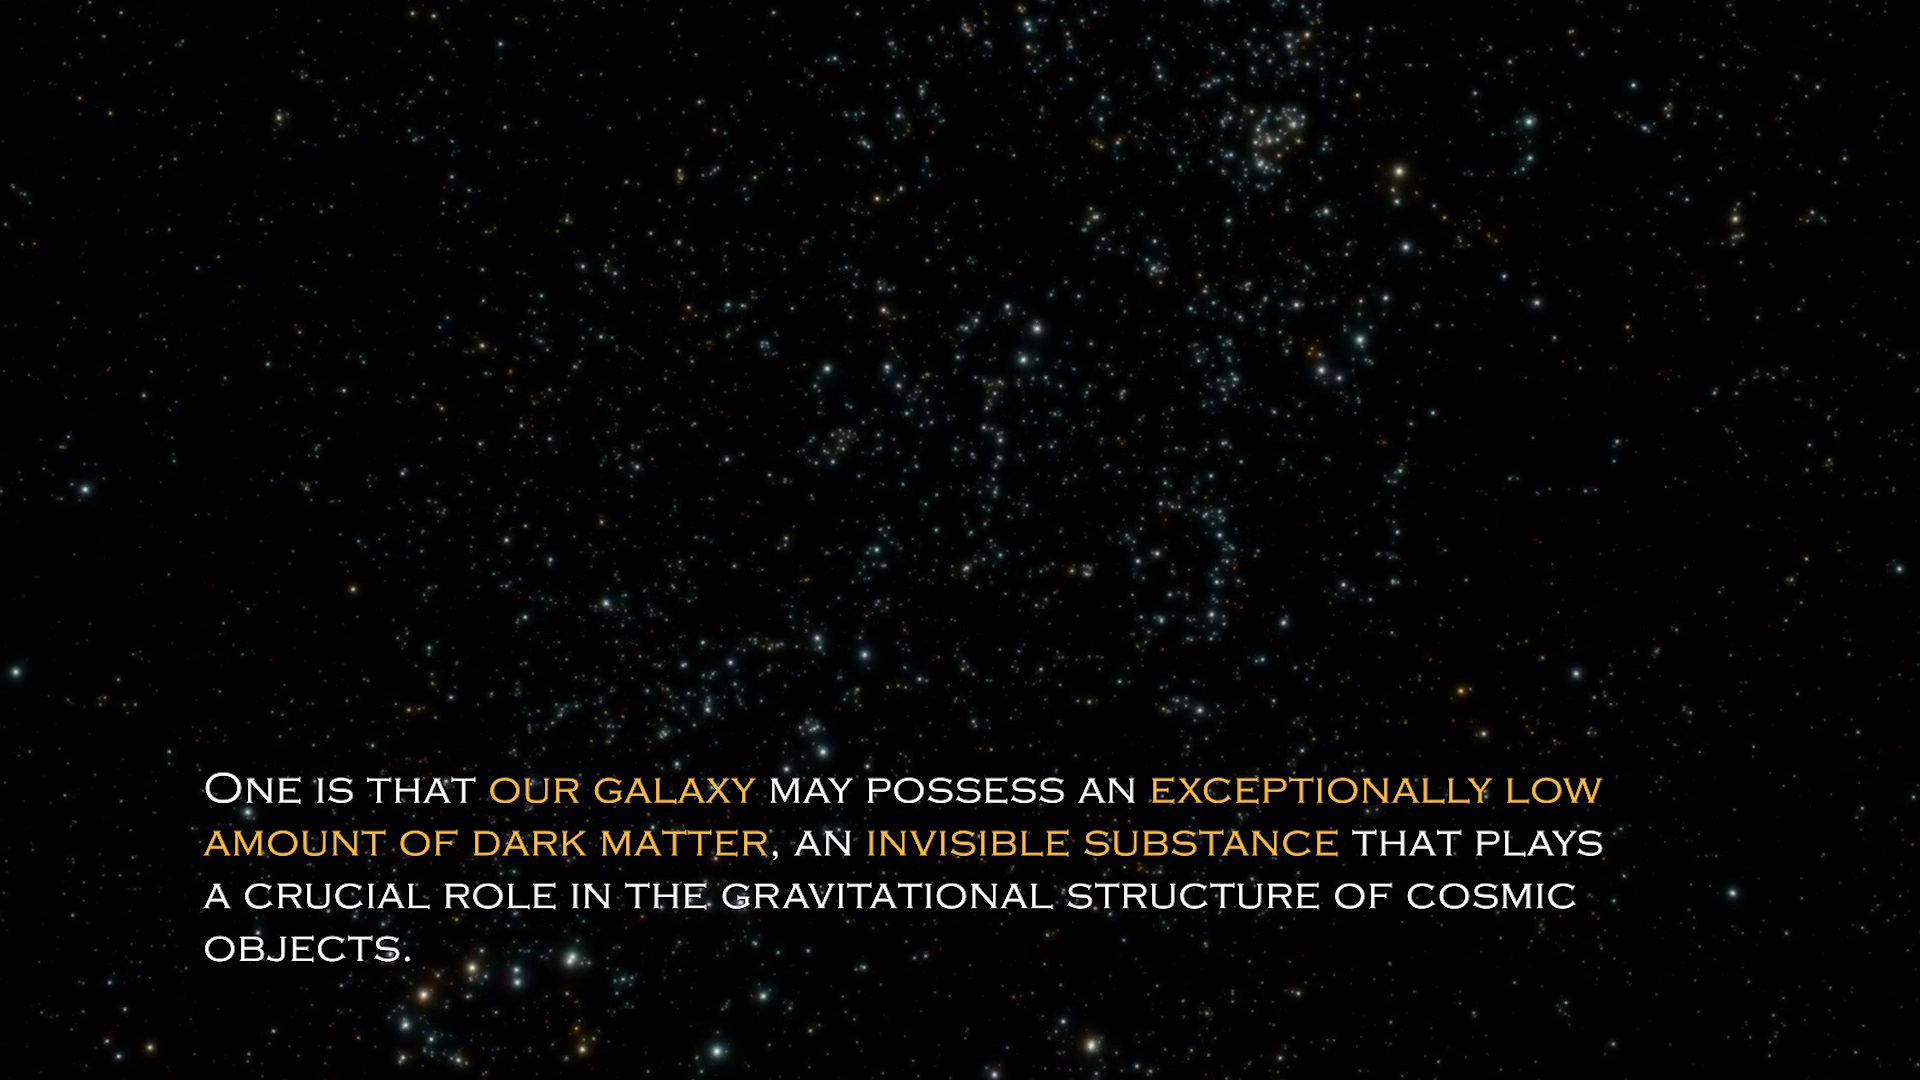 One is that our galaxy may possess an exceptionally low
amount of dark matter, an invisible substance that plays
a crucial role in the gravitational structure of cosmic
objects.